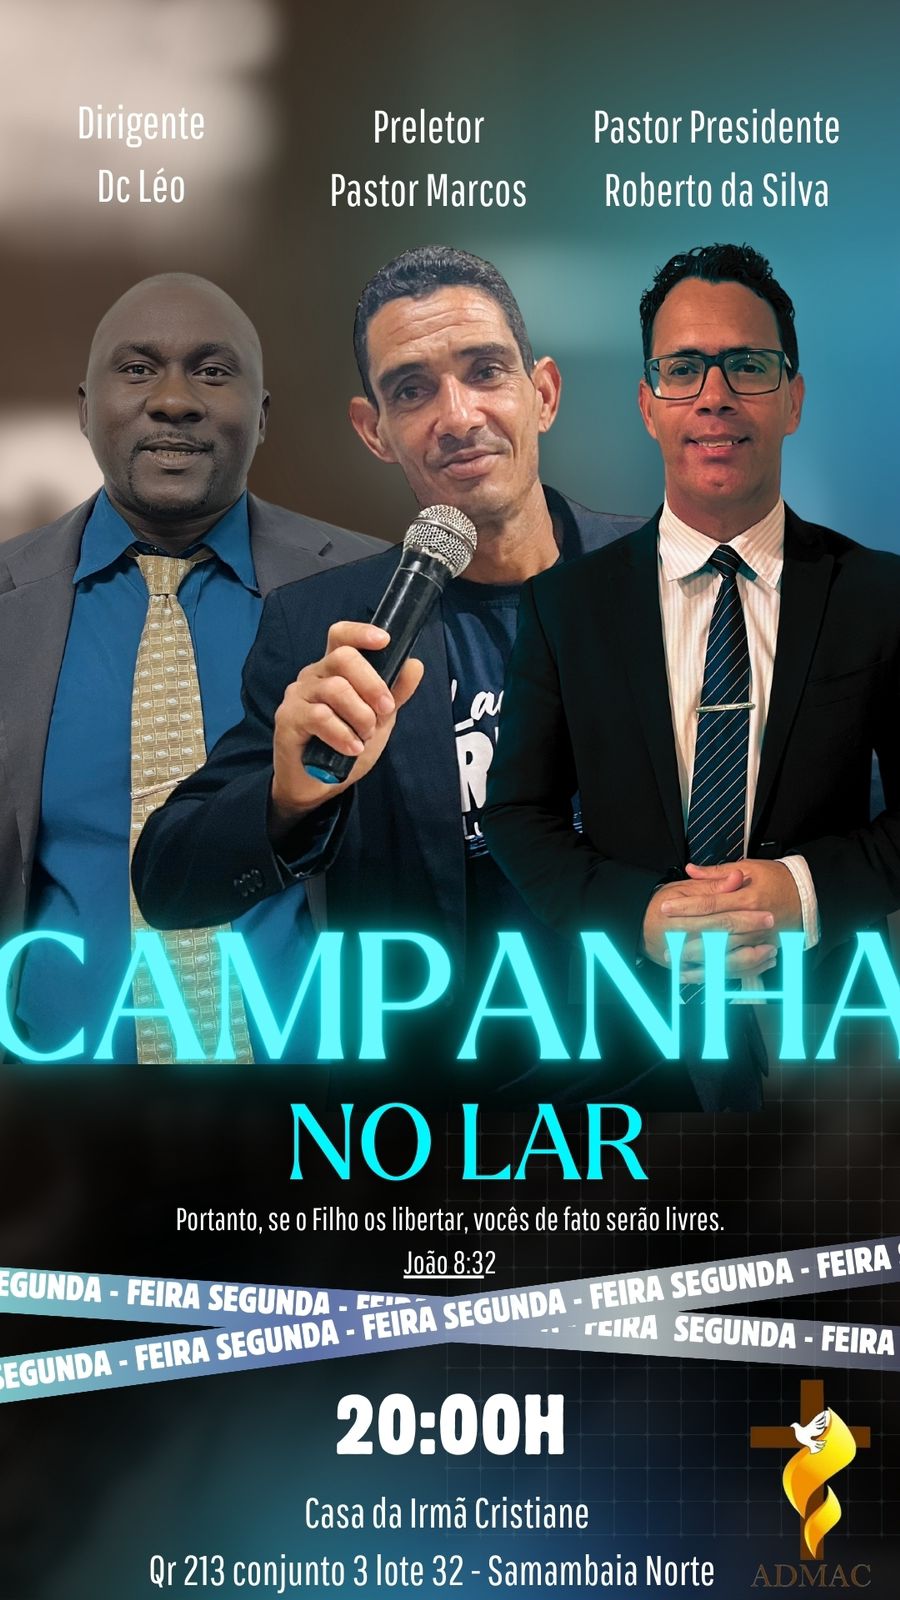 Dirigente
Dc Léo
Preletor
Pastor Marcos
Pastor Presidente
Roberto da Silva
CAMPANHA
NO LAR
Portanto, se o Filho os libertar, vocês de fato serão livres.
João 8:32
SEGUNDA - FEIRA SEGUNDA - FEIRA SEGUNDA - FEIRA
SEGUNDA - FEIRA SEGUNDA - FEIRA SEGUNDA - FEIRA SEGUNDA - FEIRA
20:00H
Casa da Irmã Cristiane
Qr 213 conjunto 3 lote 32 - Samambaia Norte
ADMAC